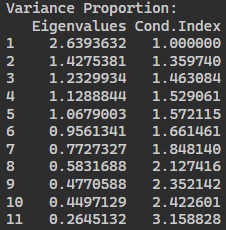 Variance Proportion:
Eigenvalues Cond.Index
1 2.6393632 1.000000
2 1.4275381 1.359740
3 1.2329934 1.463084
4 1.1288844 1.529061
5 1.0679003 1.572115
6 0.9561341 1.661461
7 0.7727327 1.848140
8 0.5831688 2.127416
9 0.4770588 2.352142
10 0.4497129 2.422601
11 0.2645132 3.158828